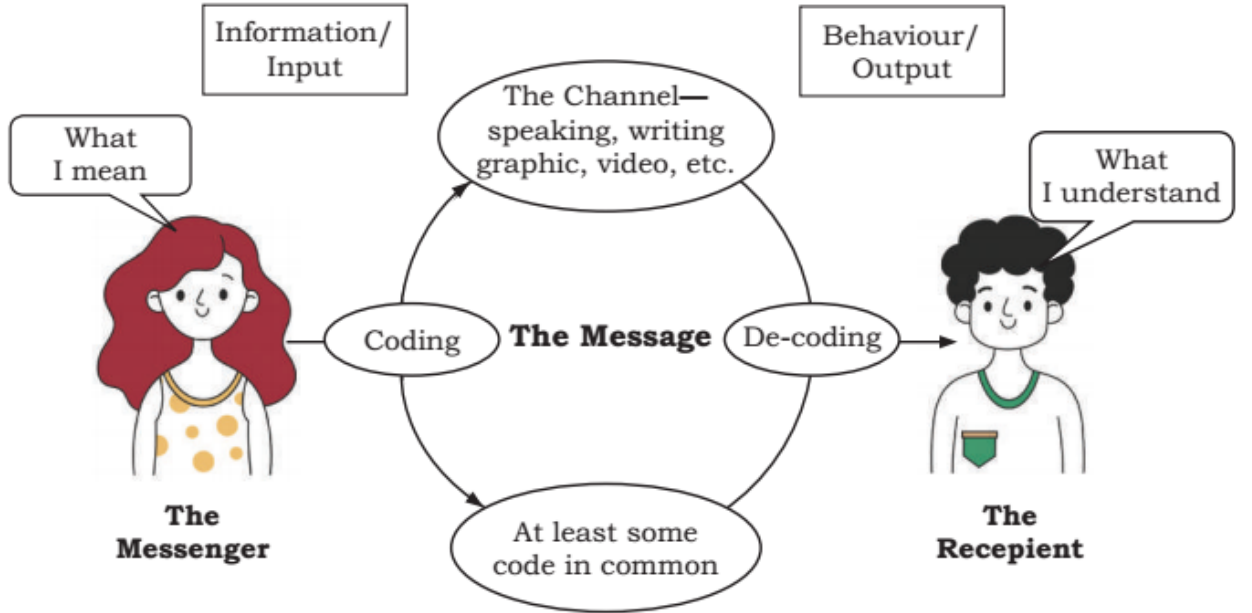 Information/
Input
Behaviour/
Output
The Channel—
speaking, writing
graphic, video, etc.
What
I mean
What
I understand
Coding
The Message
De-coding
The
Messenger
At least some
code in common
The
Recepient